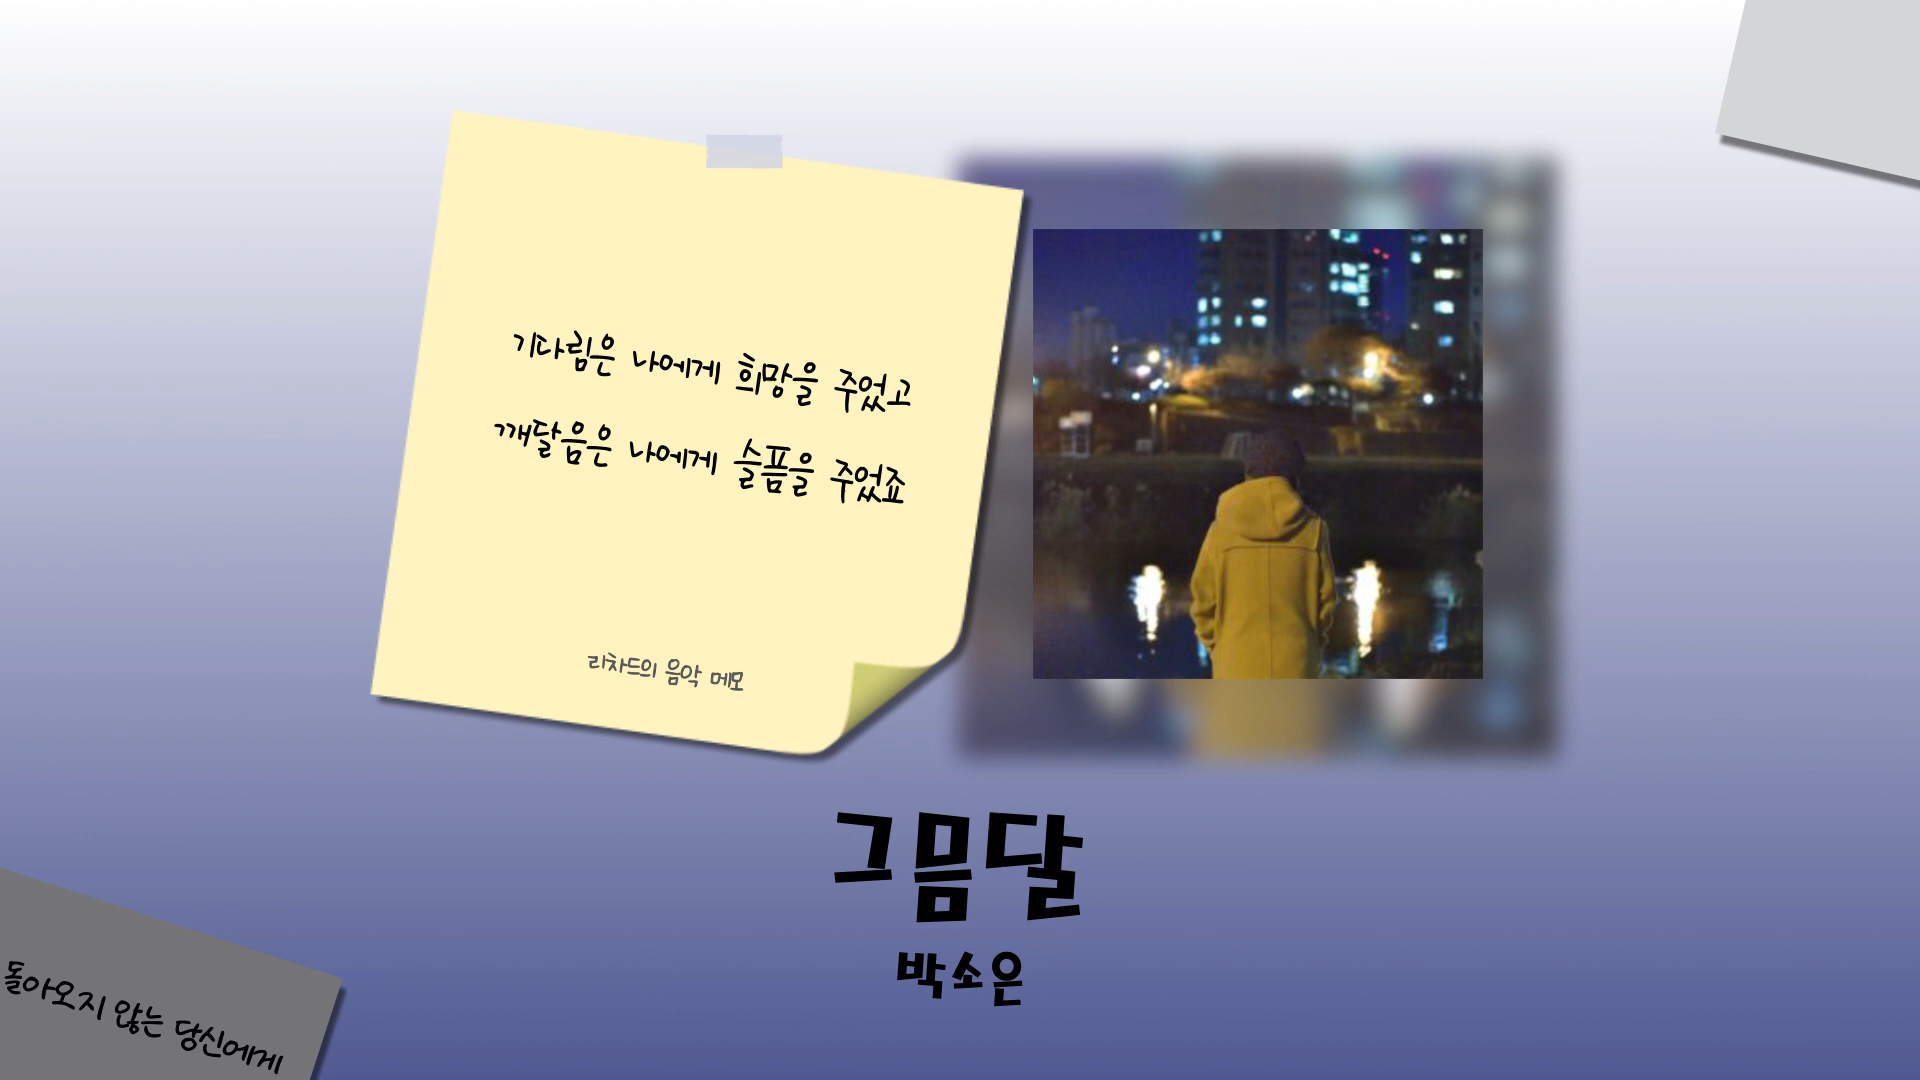 기다림은 나에게 희망을 주었고
깨달음은 나에게 슬픔을 주었죠
리차드의 음악 메모
그믐달
박소은
돌아오지 않는 당신에게